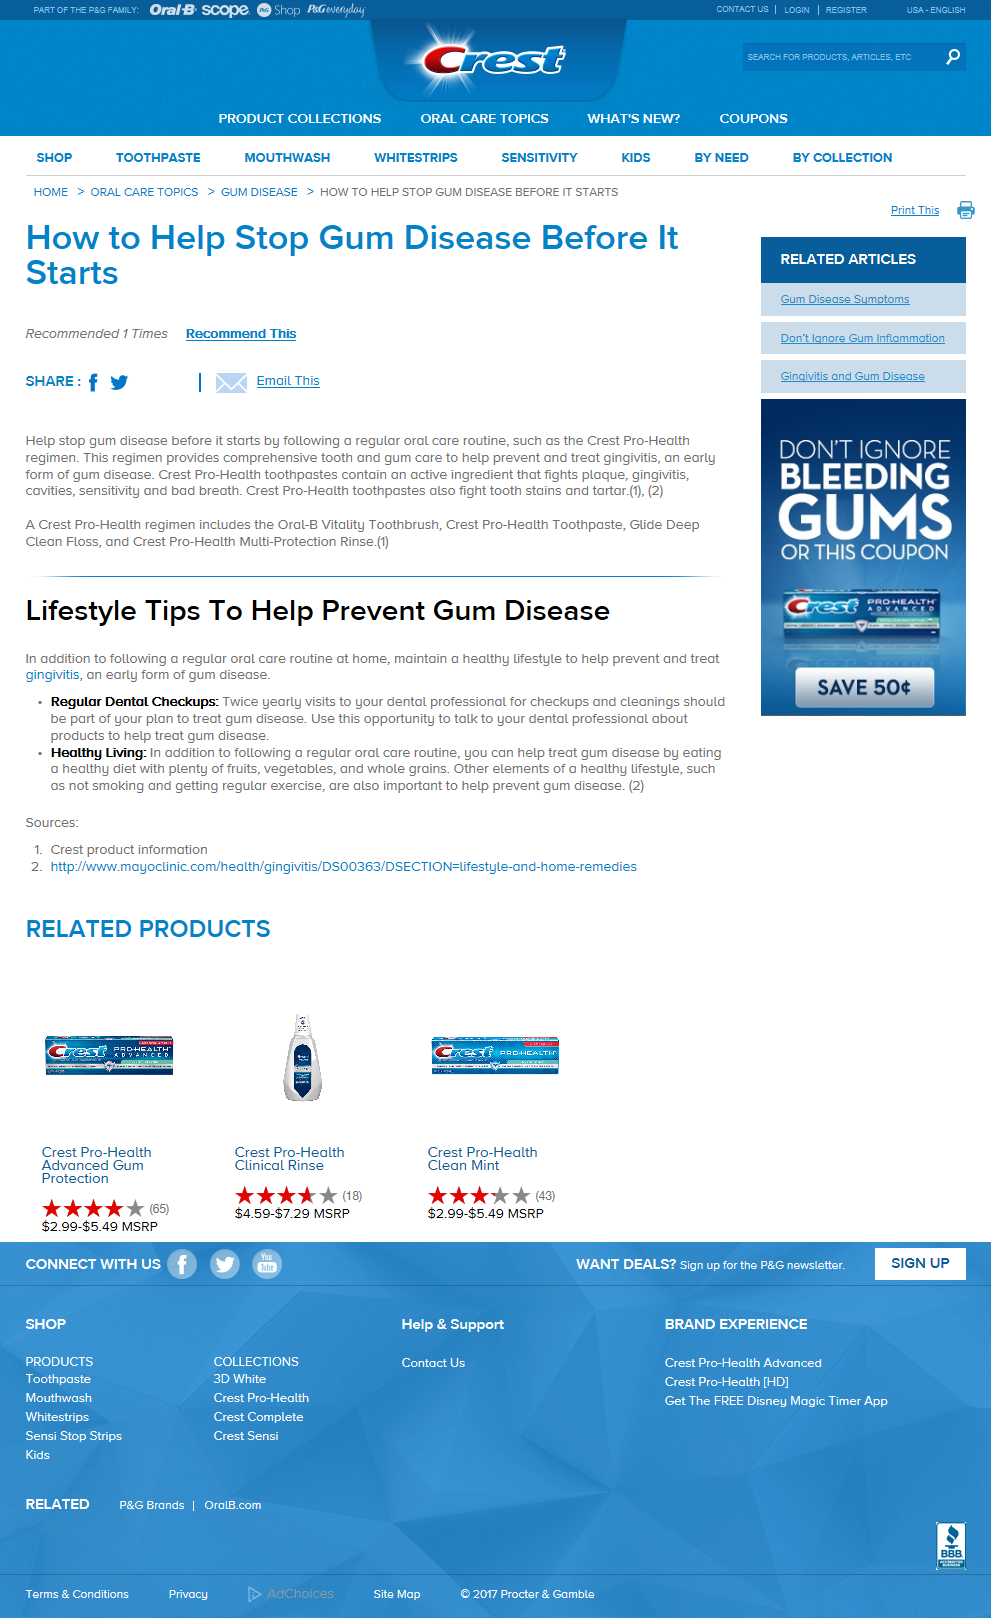 PART OF THE P&G FAMILY: Oral-B scope P&G Shop P&G everyday CONTACT US | LOGIN | REGISTER USA - ENGLISH
Crest
SEARCH FOR PRODUCTS, ARTICLES, ETC
PRODUCT COLLECTIONS ORAL CARE TOPICS WHAT'S NEW? COUPONS
SHOP TOOTHPASTE MOUTHWASH WHITESTRIPS SENSITIVITY KIDS BY NEED BY COLLECTION
HOME > ORAL CARE TOPICS > GUM DISEASE > HOW TO HELP STOP GUM DISEASE BEFORE IT STARTS
Print This
How to Help Stop Gum Disease Before It
Starts
Recommended 1 Times Recommend This
SHARE : Email This
Help stop gum disease before it starts by following a regular oral care routine, such as the Crest Pro-Health
regimen. This regimen provides comprehensive tooth and gum care to help prevent and treat gingivitis, an early
form of gum disease. Crest Pro-Health toothpastes contain an active ingredient that fights plaque, gingivitis,
cavities, sensitivity and bad breath. Crest Pro-Health toothpastes also fight tooth stains and tartar.(1), (2)
A Crest Pro-Health regimen includes the Oral-B Vitality Toothbrush, Crest Pro-Health Toothpaste, Glide Deep
Clean Floss, and Crest Pro-Health Multi-Protection Rinse.(1)
Lifestyle Tips To Help Prevent Gum Disease
In addition to following a regular oral care routine at home, maintain a healthy lifestyle to help prevent and treat
gingivitis, an early form of gum disease.
• Regular Dental Checkups: Twice yearly visits to your dental professional for checkups and cleanings should
be part of your plan to treat gum disease. Use this opportunity to talk to your dental professional about
products to help treat gum disease.
• Healthy Living: In addition to following a regular oral care routine, you can help treat gum disease by eating
a healthy diet with plenty of fruits, vegetables, and whole grains. Other elements of a healthy lifestyle, such
as not smoking and getting regular exercise, are also important to help prevent gum disease. (2)
Sources:
1. Crest product information
2. http://www.mayoclinic.com/health/gingivitis/DS00363/DSECTION=lifestyle-and-home-remedies
RELATED ARTICLES
Gum Disease Symptoms
Don't Ignore Gum Inflammation
Gingivitis and Gum Disease
DON'T IGNORE
BLEEDING
GUMS
OR THIS COUPON
Crest PRO-HEALTH
ADVANCED
SAVE 50¢
RELATED PRODUCTS
Crest PRO-HEALTH
ADVANCED
Crest PRO-HEALTH
Crest Pro-Health
Advanced Gum
Protection
(65)
$2.99-$5.49 MSRP
Crest Pro-Health
Clinical Rinse
(18)
$4.59-$7.29 MSRP
Crest Pro-Health
Clean Mint
(43)
$2.99-$5.49 MSRP
CONNECT WITH US You Tube WANT DEALS? Sign up for the P&G newsletter. SIGN UP
SHOP
PRODUCTS
Toothpaste
Mouthwash
Whitestrips
Sensi Stop Strips
Kids
COLLECTIONS
3D White
Crest Pro-Health
Crest Complete
Crest Sensi
Help & Support
Contact Us
BRAND EXPERIENCE
Crest Pro-Health Advanced
Crest Pro-Health [HD]
Get The FREE Disney Magic Timer App
RELATED P&G Brands | OralB.com
BBB
ACCREDITED
BUSINESS
Terms & Conditions Privacy AdChoices Site Map © 2017 Procter & Gamble